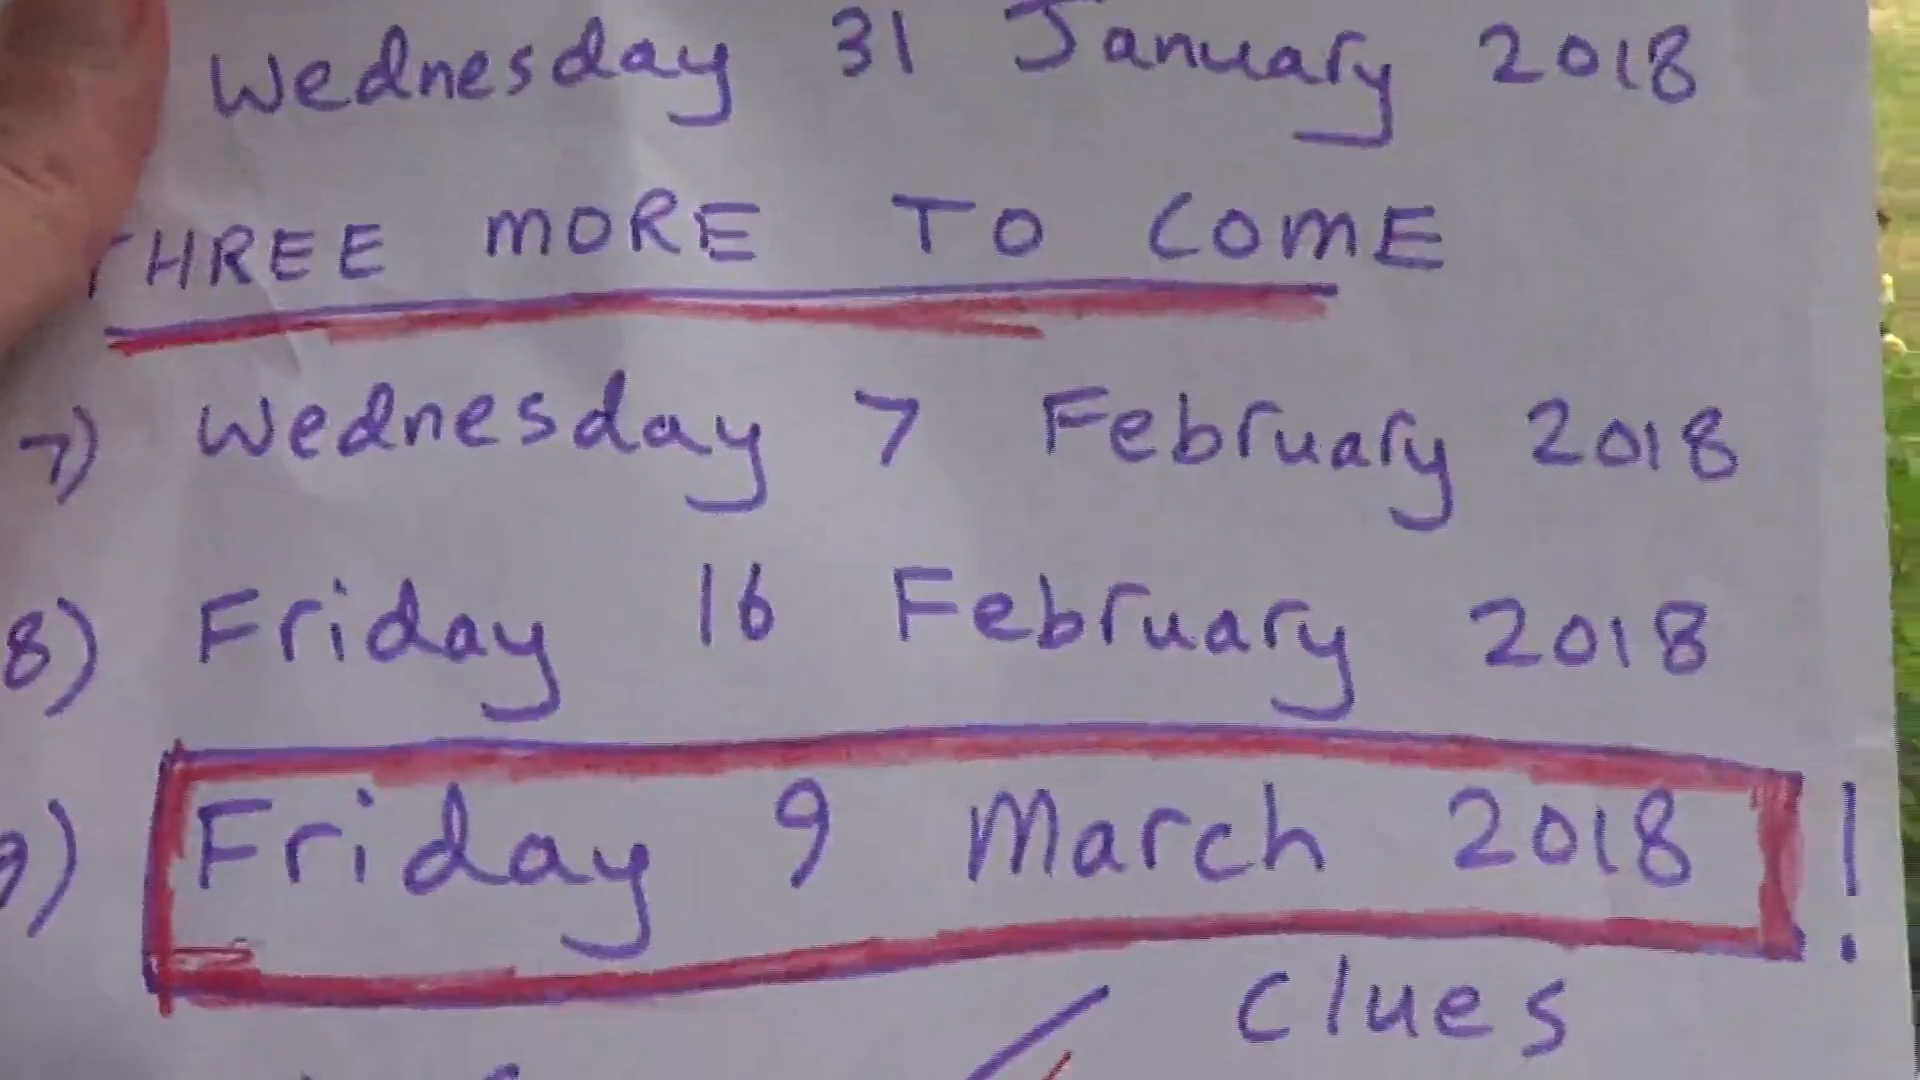 Wednesday 31 January 2018
THREE MORE TO COME
7) Wednesday 7 February 2018
8) Friday 16 February 2018
9) Friday 9 March 2018 !
Clues